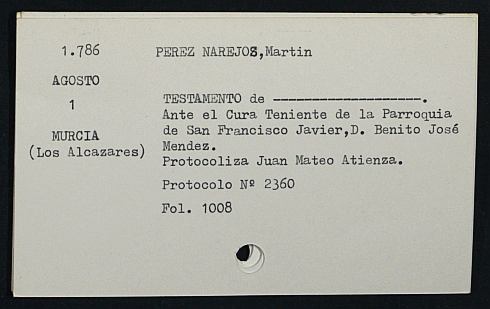 1.786
PEREZ NAREJOS,Martin
AGOSTO
1
MURCIA
(Los Alcazares)
TESTAMENTO de --------------------.
Ante el Cura Teniente de la Parroquia
de San Francisco Javier,D. Benito José
Mendez.
Protocoliza Juan Mateo Atienza.
Protocolo Nº 2360
Fol. 1008